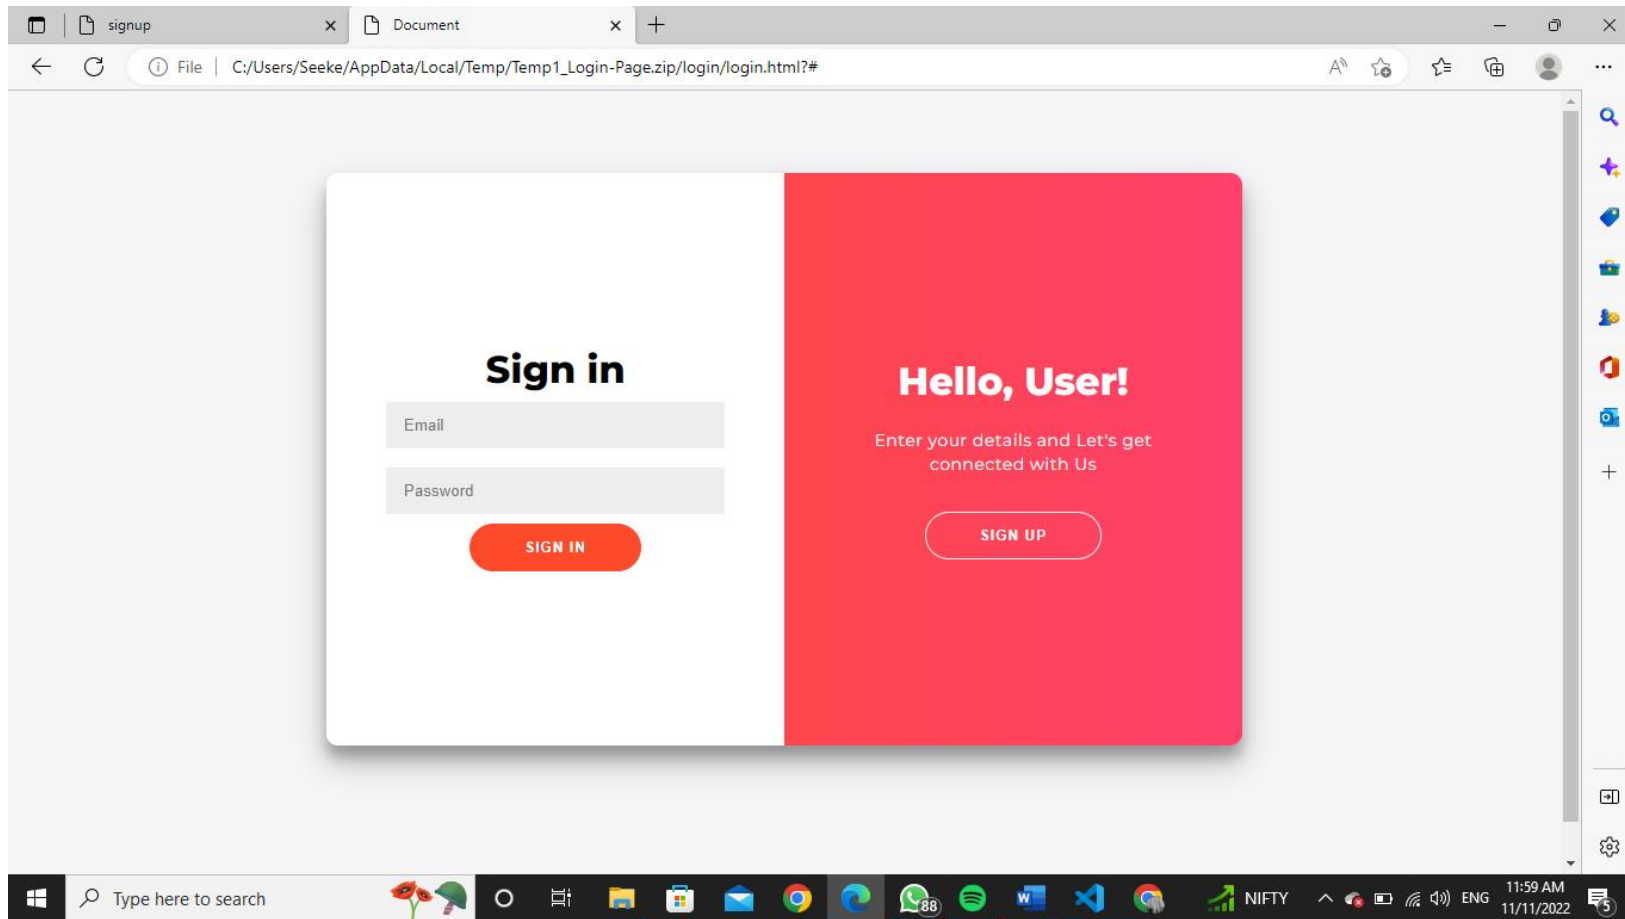 signup
Document
File
C:/Users/Seeke/AppData/Local/Temp/Temp1_Login-Page.zip/login/login.html?#
Sign in
Email
Password
SIGN IN
Hello, User!
Enter your details and Let's get
connected with Us
SIGN UP
Type here to search
88
NIFTY
ENG
11:59 AM
11/11/2022
5